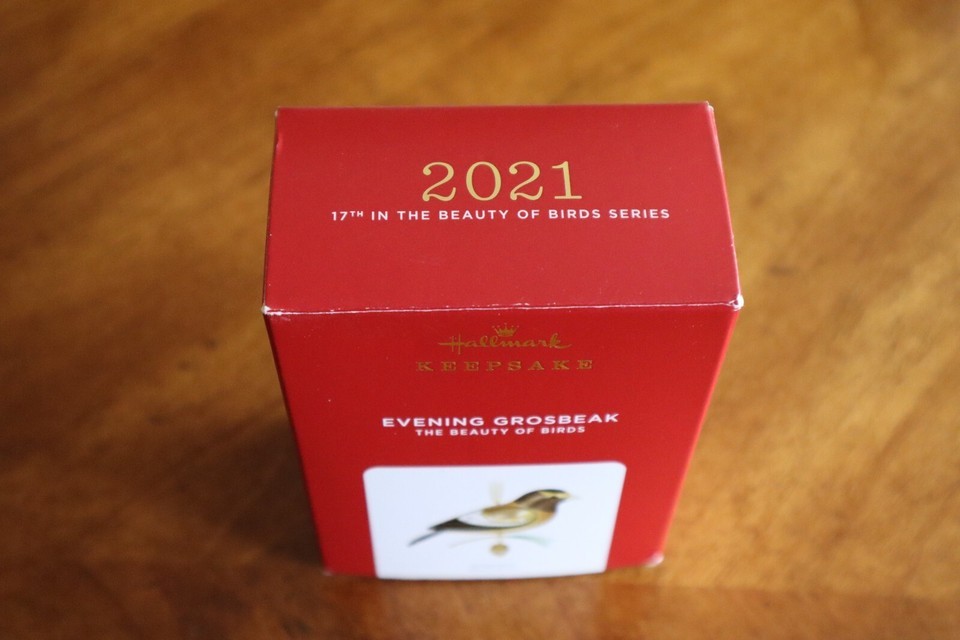 2021
17TH IN THE BEAUTY OF BIRDS SERIES
Hallmark
KEEPSAKE
EVENING GROSBEAK
THE BEAUTY OF BIRDS